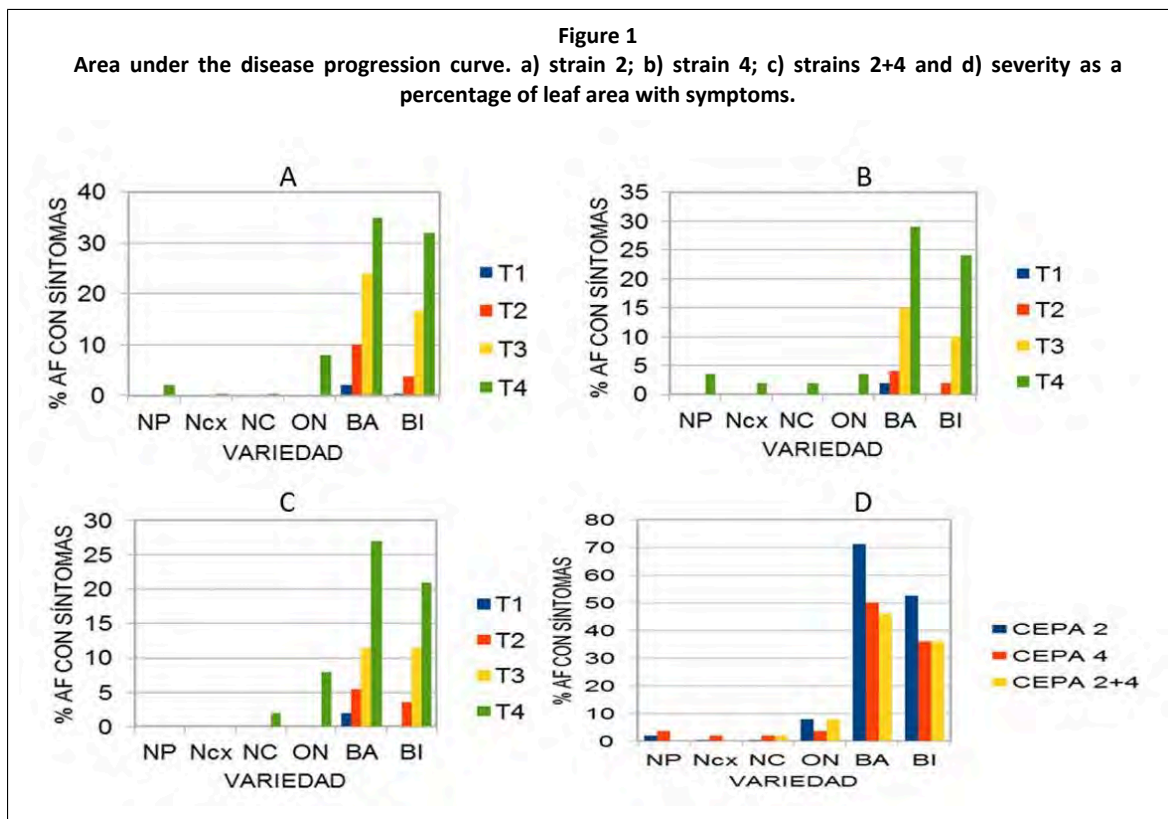 Figure 1
Area under the disease progression curve. a) strain 2; b) strain 4; c) strains 2+4 and d) severity as a
percentage of leaf area with symptoms.
A
% AF CON SÍNTOMAS
40
30
20
10
0
NP Ncx NC ON BA BI
VARIEDAD
T1
T2
T3
T4
B
% AF CON SÍNTOMAS
35
30
25
20
15
10
5
0
NP Ncx NC ON BA BI
VARIEDAD
T1
T2
T3
T4
C
% AF CON SÍNTOMAS
30
25
20
15
10
5
0
NP Ncx NC ON BA BI
VARIEDAD
T1
T2
T3
T4
D
% AF CON SÍNTOMAS
80
70
60
50
40
30
20
10
0
NP Ncx NC ON BA BI
VARIEDAD
CEPA 2
CEPA 4
CEPA 2+4